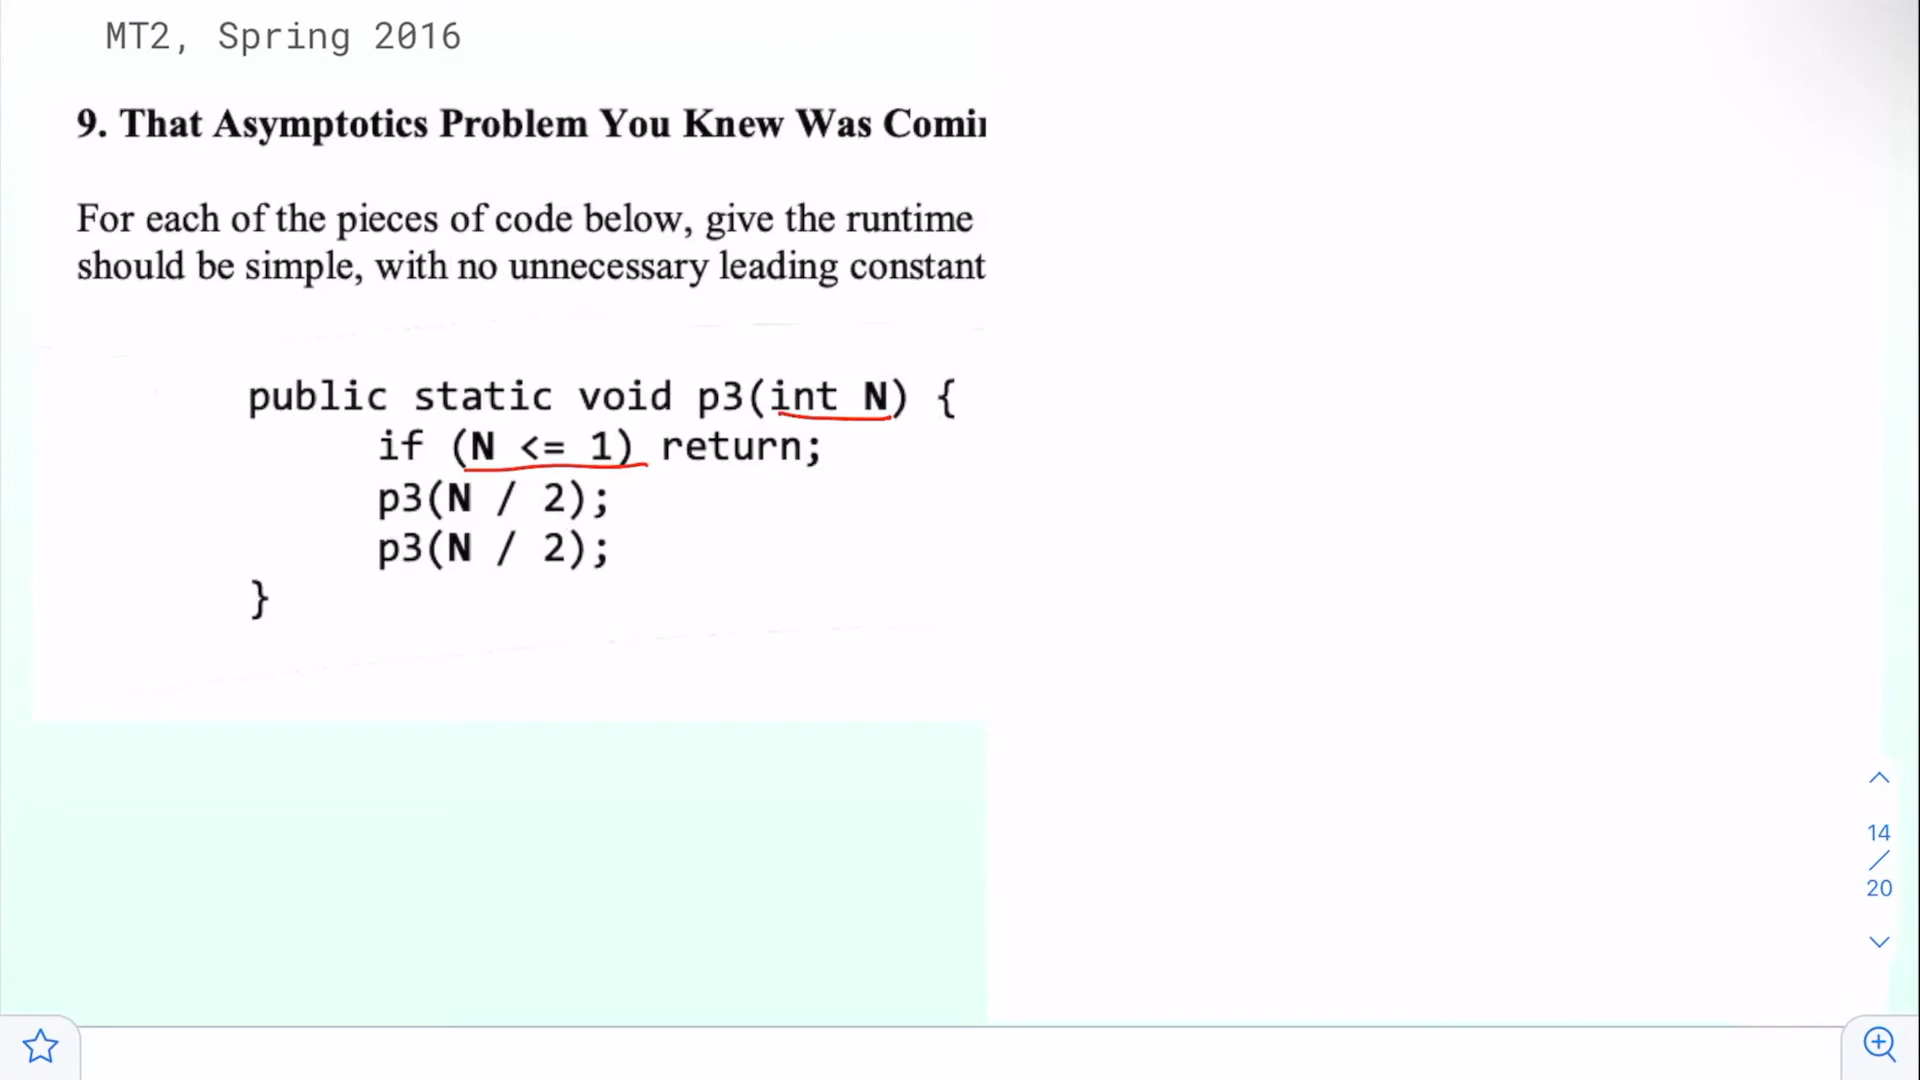 MT2, Spring 2016
9. That Asymptotics Problem You Knew Was
For each of the pieces of code below, give the runtime
should be simple, with no unnecessary leading constant
public static void p3(int N) {
if (N <= 1) return;
p3(N / 2);
p3(N / 2);
}
14
/
20